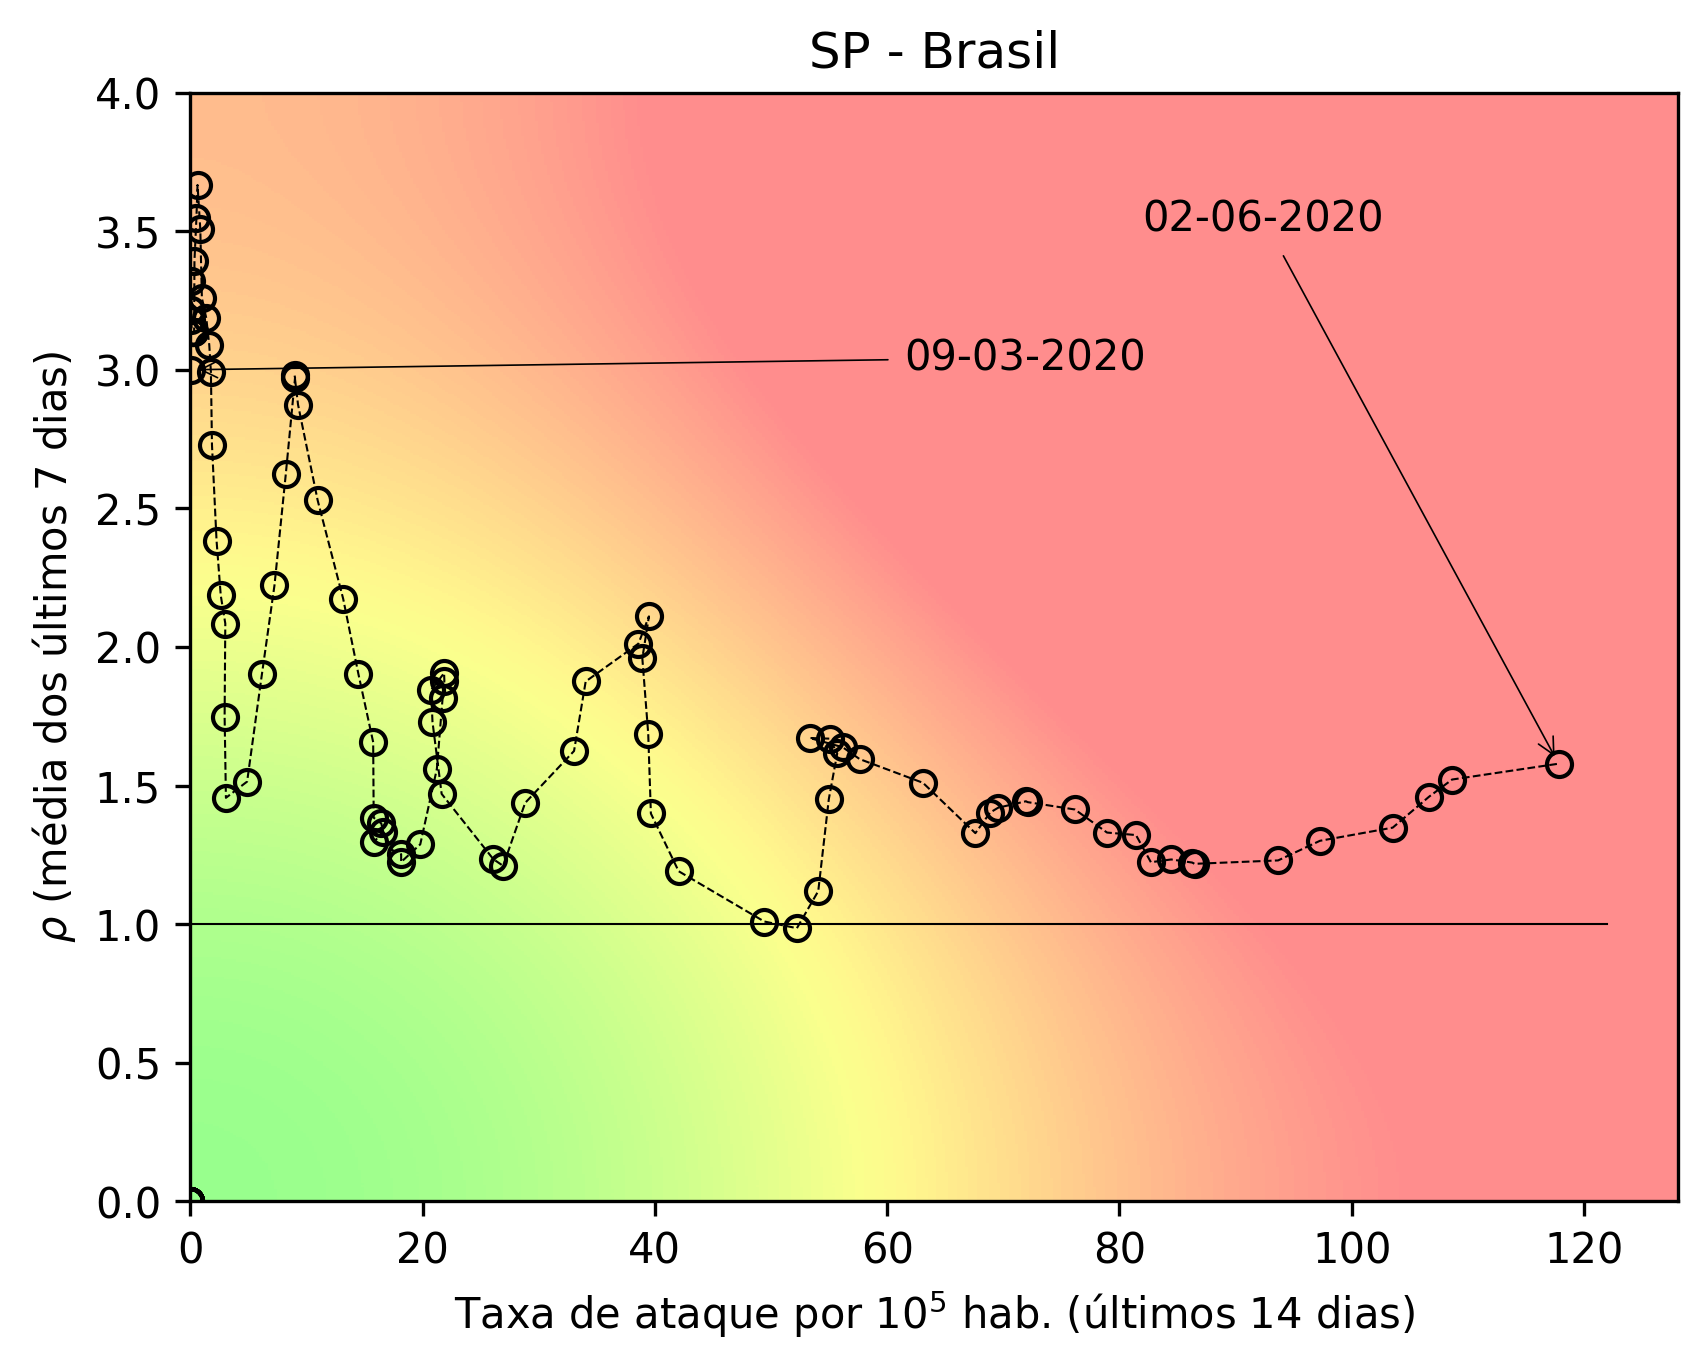 SP - Brasil
4.0
3.5
3.0
2.5
2.0
1.5
1.0
0.5
0.0
ρ (média dos últimos 7 dias)
02-06-2020
09-03-2020
0 20 40 60 80 100 120
Taxa de ataque por 10⁵ hab. (últimos 14 dias)